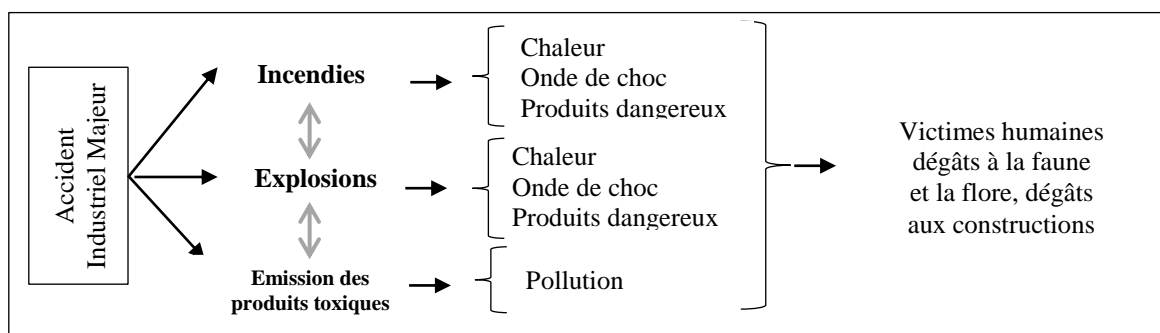 Accident
Industriel Majeur
Incendies
Chaleur
Onde de choc
Produits dangereux
Explosions
Chaleur
Onde de choc
Produits dangereux
Emission des
produits toxiques
Pollution
Victimes humaines
dégâts à la faune
et la flore, dégâts
aux constructions